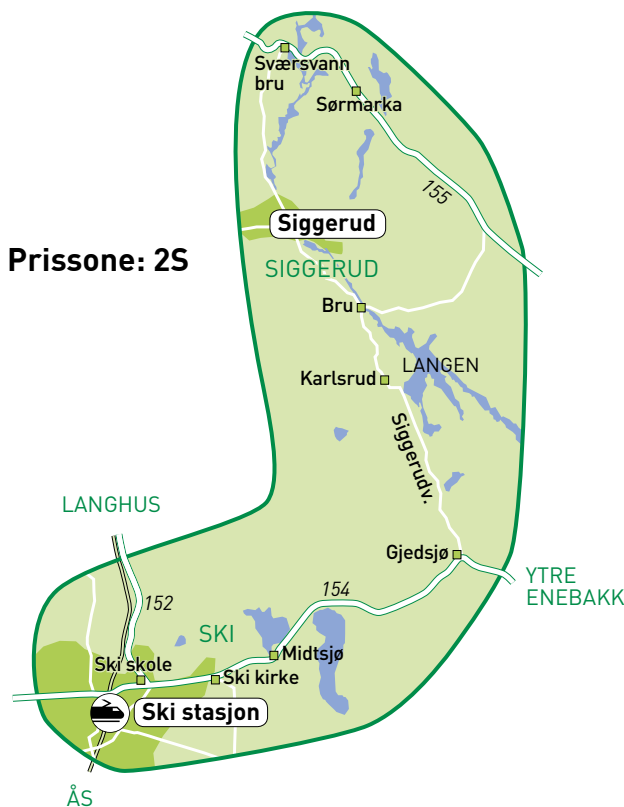 Sværsvann
bru
Sørmarka
155
Siggerud
Prissone: 2S
SIGGERUD
Bru
LANGEN
Karlsrud
Siggerudv.
LANGHUS
Gjedsjø
YTRE
ENEBAKK
154
152
SKI
Midtsjø
Ski skole
Ski kirke
Ski stasjon
ÅS